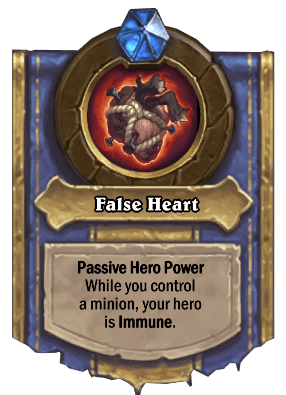 False Heart
Passive Hero Power
While you control
a minion, your hero
is Immune.